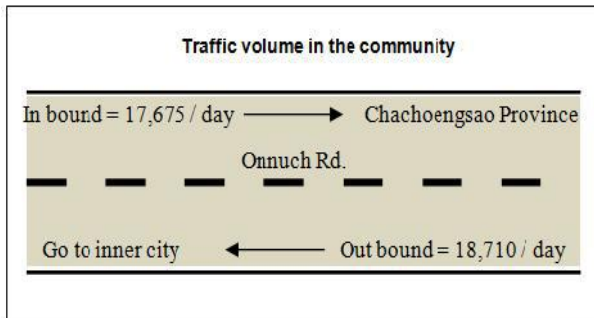 Traffic volume in the community
In bound = 17,675 / day Chachoengsao Province
Onnuch Rd.
Go to inner city Out bound = 18,710 / day